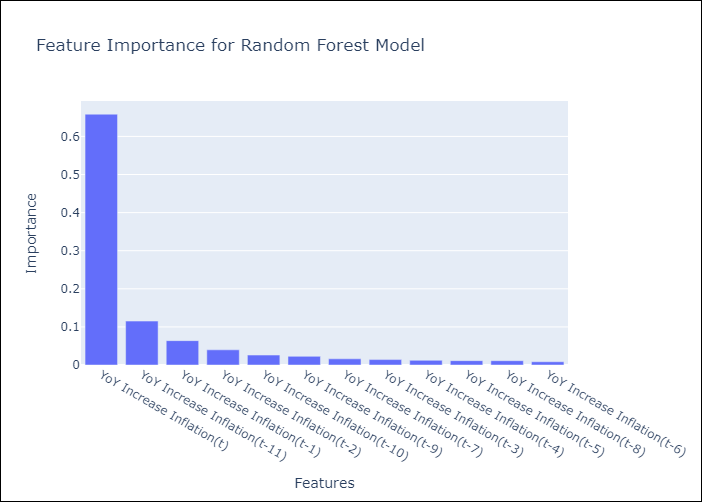 Feature Importance for Random Forest Model
Importance
0.6
0.5
0.4
0.3
0.2
0.1
0
YoY Increase Inflation(t)
YoY Increase Inflation(t-11)
YoY Increase Inflation(t-1)
YoY Increase Inflation(t-2)
YoY Increase Inflation(t-10)
YoY Increase Inflation(t-9)
YoY Increase Inflation(t-7)
YoY Increase Inflation(t-3)
YoY Increase Inflation(t-4)
YoY Increase Inflation(t-5)
YoY Increase Inflation(t-8)
YoY Increase Inflation(t-6)
Features